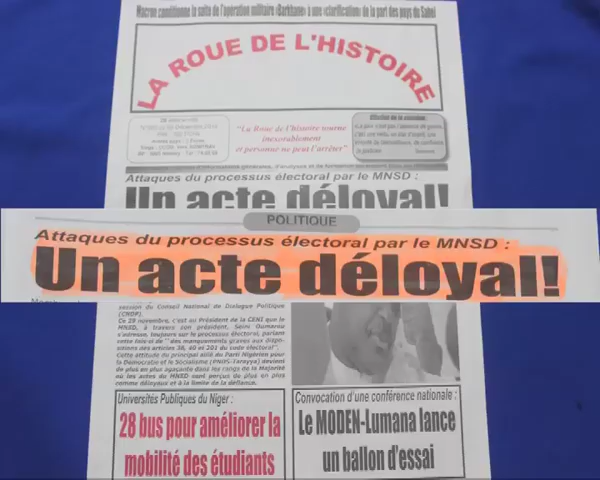 Macron conditionne la suite de l'opération militaire «Barkhane» à une «clarification» de la part des pays du Sahel
LA ROUE DE L'HISTOIRE
"La Roue de l'histoire tourne
inexorablement
et personne ne peut l'arrêter"
Attaques du processus électoral par le MNSD :
Un acte déloyal!
POLITIQUE
Attaques du processus électoral par le MNSD :
Un acte déloyal!
session du Conseil National de Dialogue Politique
(CNDP).
Ce 29 novembre, c'est au Président de la CENI que le
MNSD, à travers son président, Seini Oumarou
s'adresse, toujours sur le processus électoral, parlant
cette fois-ci de "des manquements graves aux dispo-
sitions des articles 38, 60 et 201 du code électoral".
Cette attitude du principal allié du Parti Nigérien pour
la Démocratie et le Socialisme (PNDS-Tarayya) devient
de plus en plus agaçante dans les rangs de la Majorité
où les actes du MNSD sont perçus de plus en plus
comme déloyaux et à la limite de la défiance.
Universités Publiques du Niger :
28 bus pour améliorer la
mobilité des étudiants
Convocation d'une conférence nationale :
Le MODEN-Lumana lance
un ballon d'essai